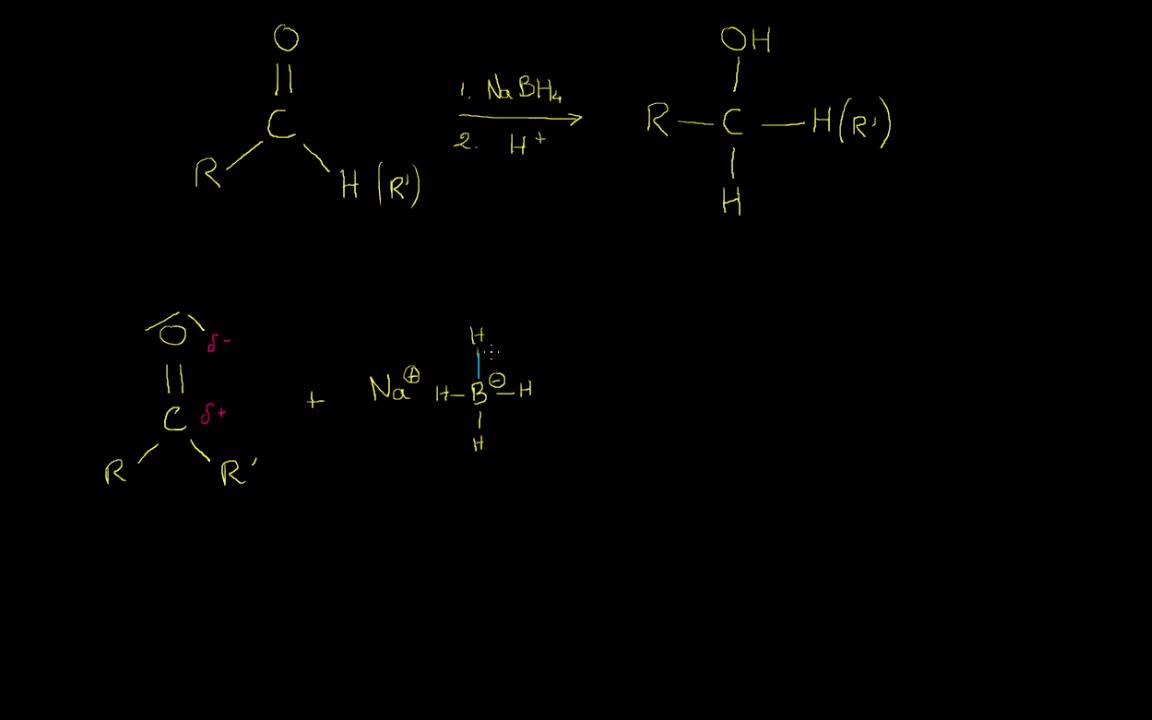 O
OH
1. NaBH₄
C
R — C — H (R')
2. H⁺
R
H (R')
H
O δ-
H
Na⊕ H - B⊖ - H
C δ+
+
H
R
R'